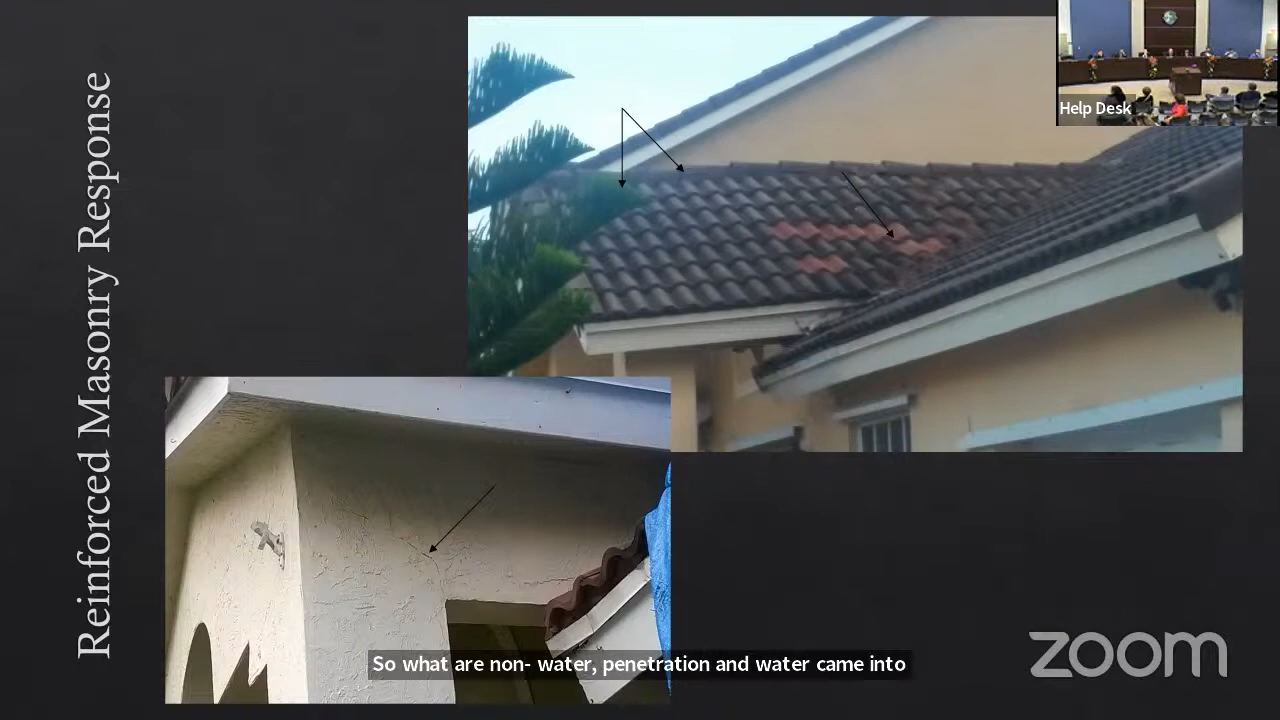 Reinforced Masonry Response
Help Desk
So what are non- water, penetration and water came into
zoom